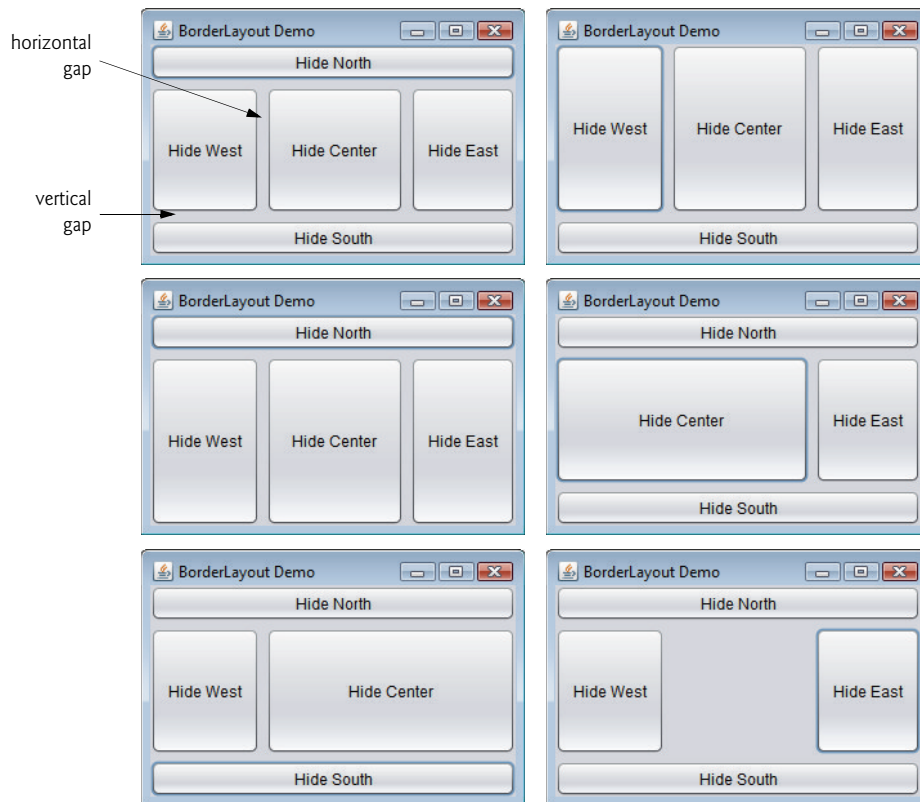 horizontal
gap
vertical
gap
BorderLayout Demo
Hide North
Hide West
Hide Center
Hide East
Hide South
BorderLayout Demo
Hide West
Hide Center
Hide East
Hide South
BorderLayout Demo
Hide North
Hide West
Hide Center
Hide East
BorderLayout Demo
Hide North
Hide Center
Hide East
Hide South
BorderLayout Demo
Hide North
Hide West
Hide Center
Hide South
BorderLayout Demo
Hide North
Hide West
Hide East
Hide South